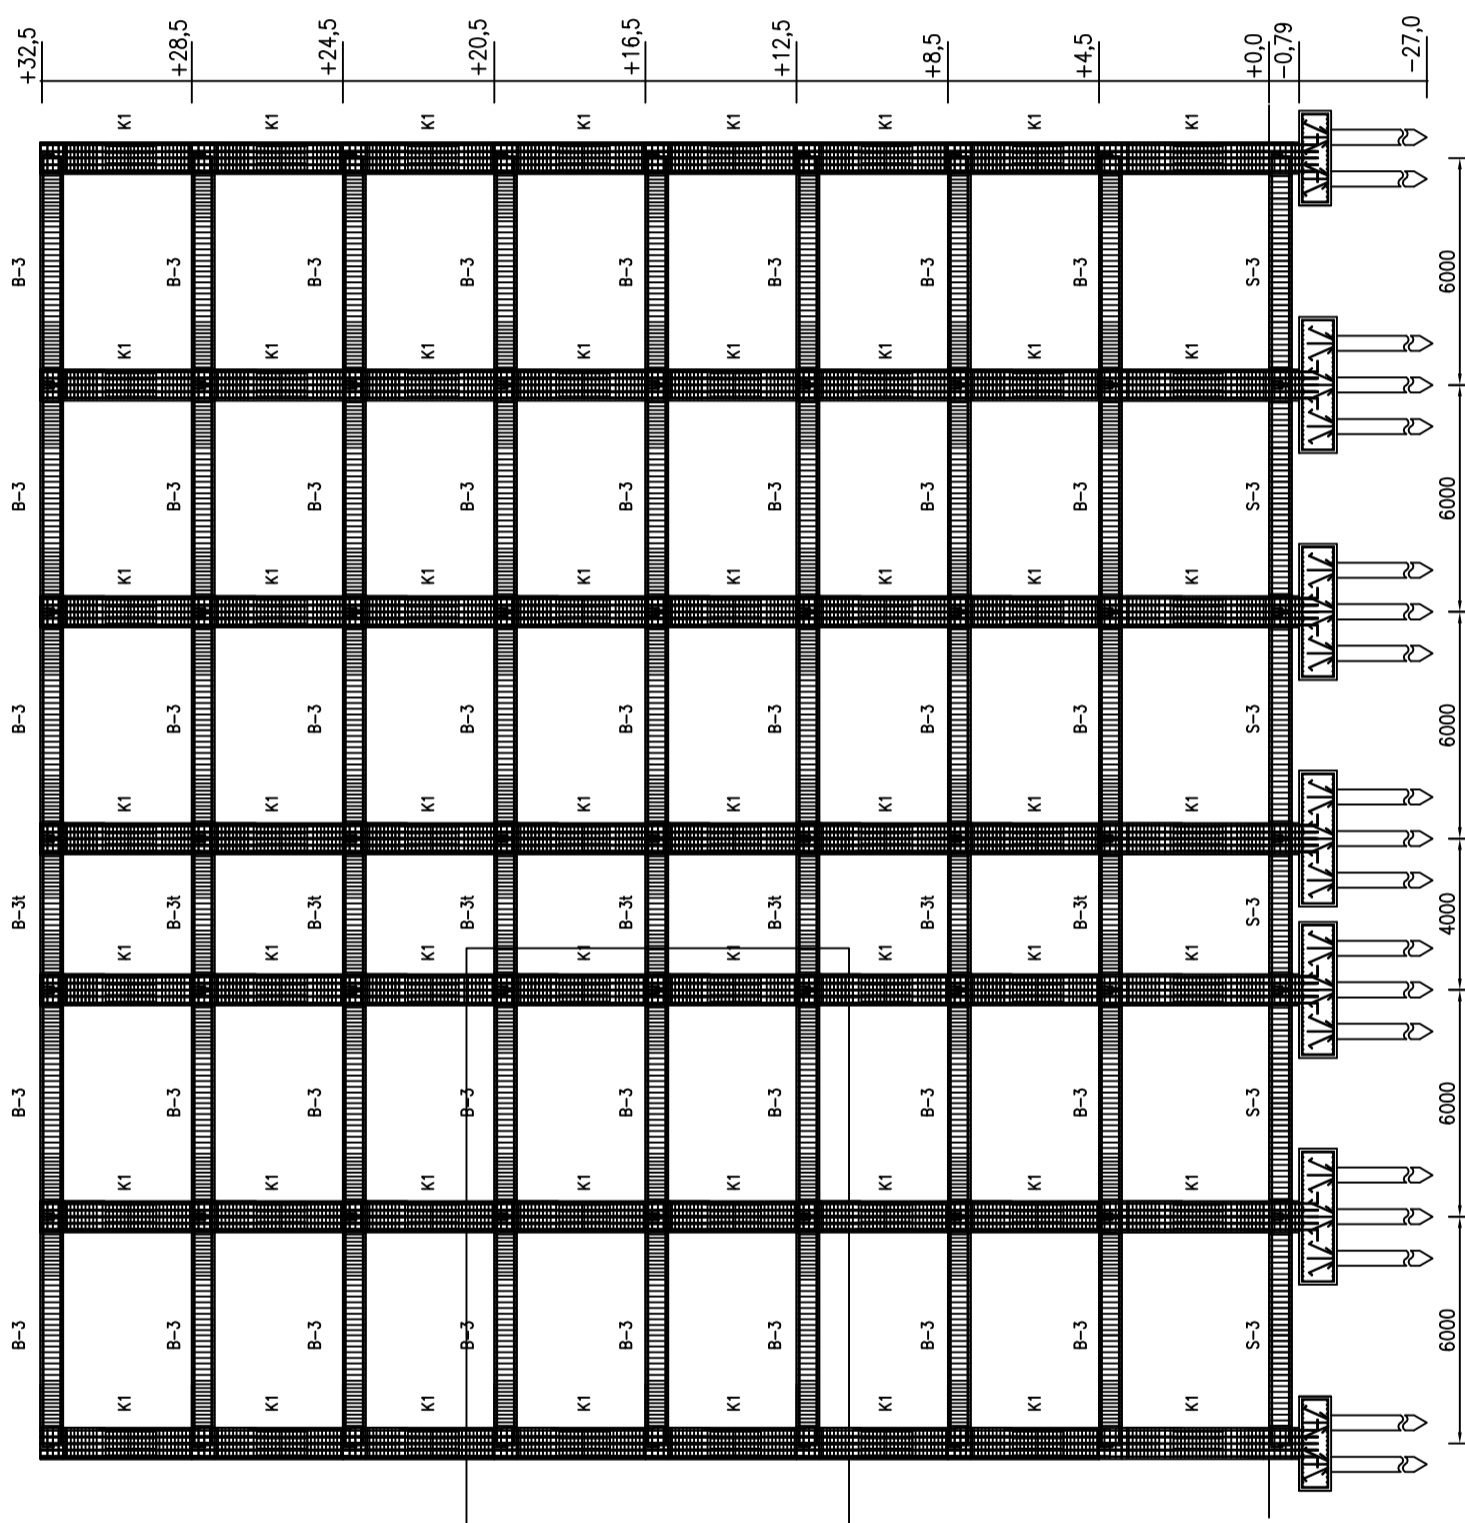 B-3 B-3 B-3t B-3 B-3 B-3 +32,5
K1 K1 K1 K1 K1 K1 K1
B-3 B-3 B-3t B-3 B-3 B-3 +28,5
K1 K1 K1 K1 K1 K1 K1
B-3 B-3 B-3t B-3 B-3 B-3 +24,5
K1 K1 K1 K1 K1 K1 K1
B-3 B-3 B-3t B-3 B-3 B-3 +20,5
K1 K1 K1 K1 K1 K1 K1
B-3 B-3 B-3t B-3 B-3 B-3 +16,5
K1 K1 K1 K1 K1 K1 K1
B-3 B-3 B-3t B-3 B-3 B-3 +12,5
K1 K1 K1 K1 K1 K1 K1
B-3 B-3 B-3t B-3 B-3 B-3 +8,5
K1 K1 K1 K1 K1 K1 K1
B-3 B-3 B-3t B-3 B-3 B-3 +4,5
K1 K1 K1 K1 K1 K1 K1
S-3 S-3 S-3 S-3 S-3 S-3 +0,0
-0,79
-27,0
6000 6000 4000 6000 6000 6000